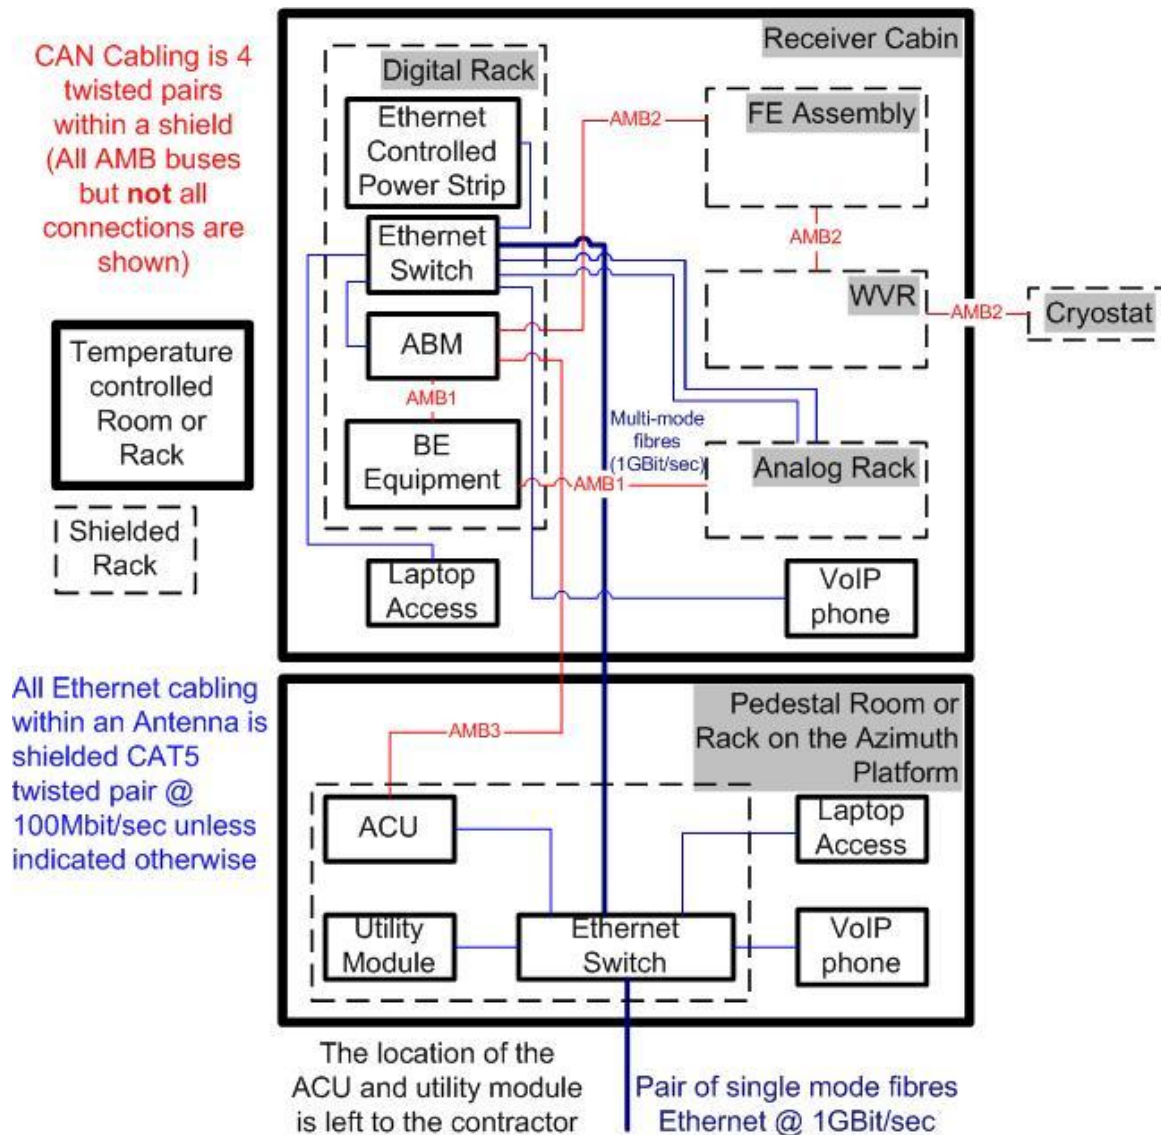 CAN Cabling is 4
twisted pairs
within a shield
(All AMB buses
but not all
connections are
shown)
Temperature
controlled
Room or
Rack
Shielded
Rack
All Ethernet cabling
within an Antenna is
shielded CAT5
twisted pair @
100Mbit/sec unless
indicated otherwise
Receiver Cabin
Digital Rack
Ethernet
Controlled
Power Strip
Ethernet
Switch
ABM
AMB1
BE
Equipment
Laptop
Access
AMB2
FE Assembly
AMB2
WVR
AMB2
Cryostat
Multi-mode
fibres
(1GBit/sec)
AMB1
Analog Rack
VoIP
phone
Pedestal Room or
Rack on the Azimuth
Platform
AMB3
ACU
Laptop
Access
Utility
Module
Ethernet
Switch
VoIP
phone
The location of the
ACU and utility module
is left to the contractor
Pair of single mode fibres
Ethernet @ 1GBit/sec